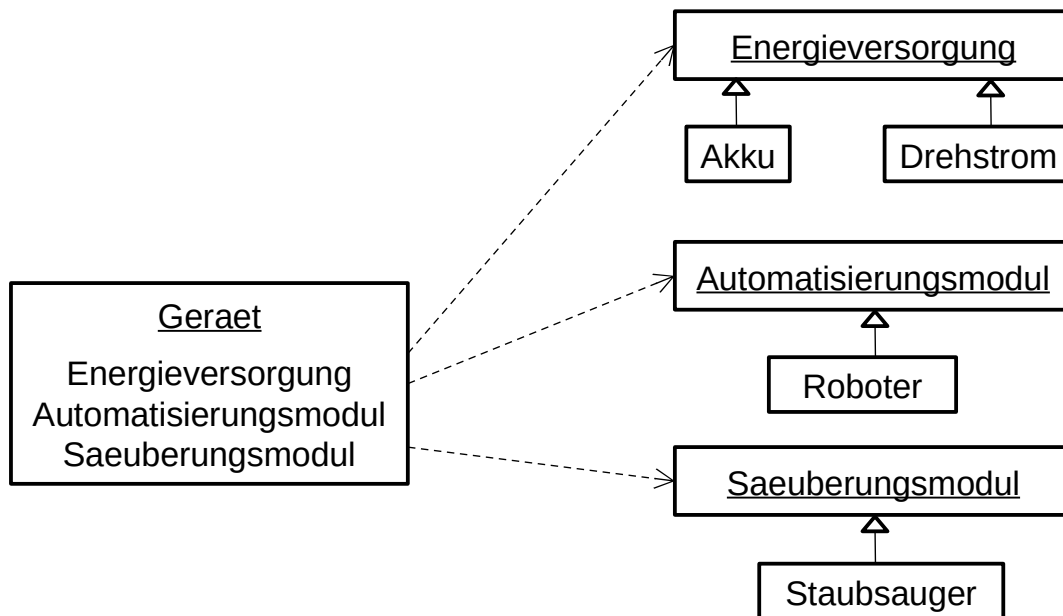 Energieversorgung
Akku
Drehstrom
Automatisierungsmodul
Roboter
Geraet
Energieversorgung
Automatisierungsmodul
Saeuberungsmodul
Saeuberungsmodul
Staubsauger